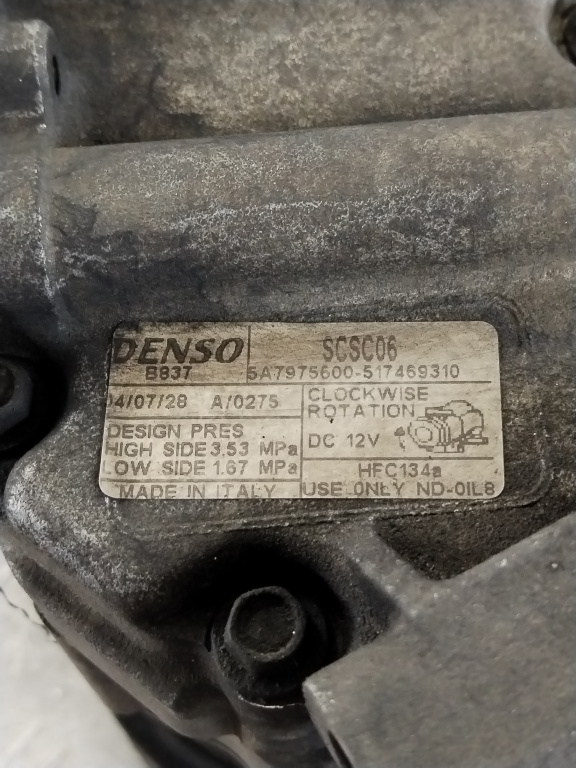 DENSO SCSC06
B837 5A7975600-517469310
04/07/28 A/0275 CLOCKWISE
ROTATION
DESIGN PRES
HIGH SIDE 3.53 MPa DC 12V
LOW SIDE 1.67 MPa HFC134a
MADE IN ITALY USE ONLY ND-OIL8